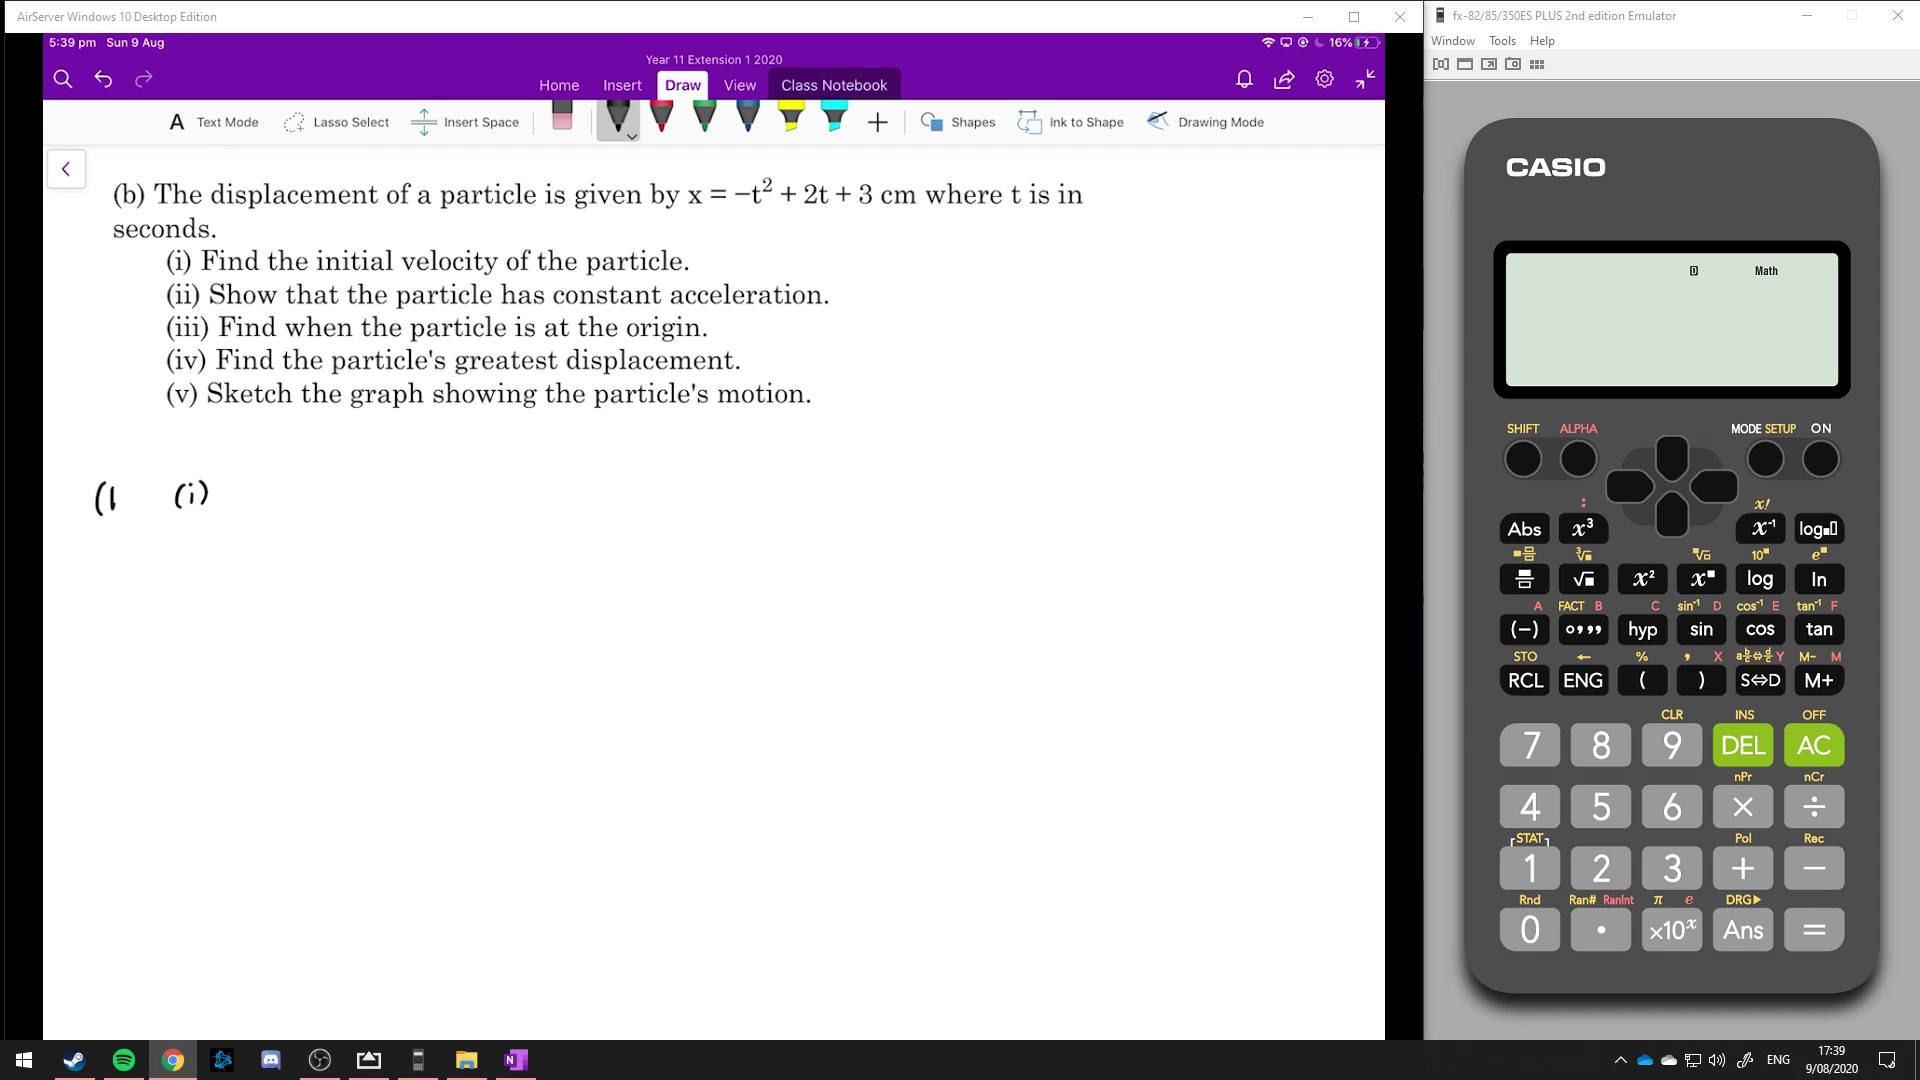 AirServer Windows 10 Desktop Edition
fx-82/85/350ES PLUS 2nd edition Emulator
Window Tools Help
5:39 pm Sun 9 Aug
16%
Year 11 Extension 1 2020
Home Insert Draw View Class Notebook
A Text Mode Lasso Select Insert Space Shapes Ink to Shape Drawing Mode
(b) The displacement of a particle is given by x = −t² + 2t + 3 cm where t is in
seconds.
(i) Find the initial velocity of the particle.
(ii) Show that the particle has constant acceleration.
(iii) Find when the particle is at the origin.
(iv) Find the particle's greatest displacement.
(v) Sketch the graph showing the particle's motion.
(i)
CASIO
D Math
SHIFT ALPHA MODE SETUP ON
: x!
Abs x³ x⁻¹ log
³√ √ 10 e
√ x² x log ln
A FACT B C sin⁻¹ D cos⁻¹ E tan⁻¹ F
(−) °,,, hyp sin cos tan
STO ← % , X a b/c⇔d/c Y M− M
RCL ENG ( ) S⇔D M+
CLR INS OFF
7 8 9 DEL AC
nPr nCr
4 5 6 × ÷
STAT Pol Rec
1 2 3 + −
Rnd Ran# RanInt π e DRG▶
0 . ×10ˣ Ans =
ENG
17:39
9/08/2020